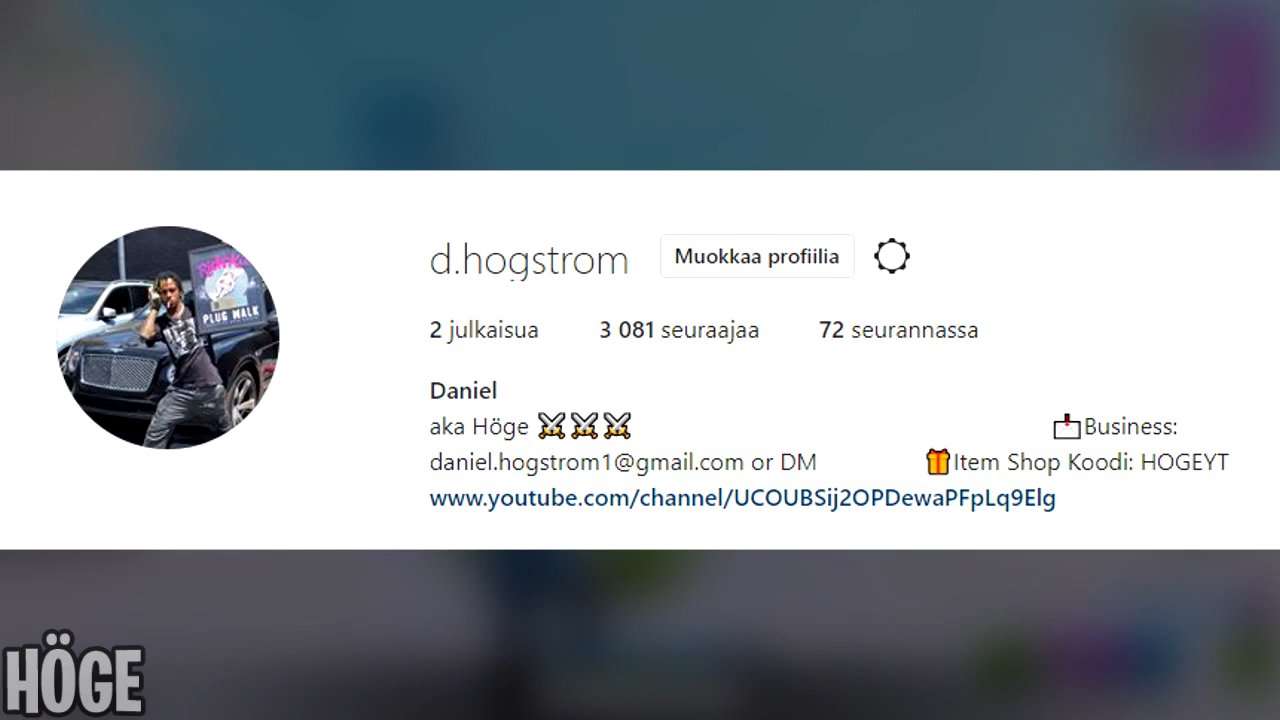 d.hogstrom Muokkaa profiilia
2 julkaisua 3 081 seuraajaa 72 seurannassa
Daniel
aka Höge ⚔️⚔️⚔️ 📩Business:
daniel.hogstrom1@gmail.com or DM 🎁Item Shop Koodi: HOGEYT
www.youtube.com/channel/UCOUBSij2OPDewaPFpLq9Elg
PLUG WALK
HÖGE